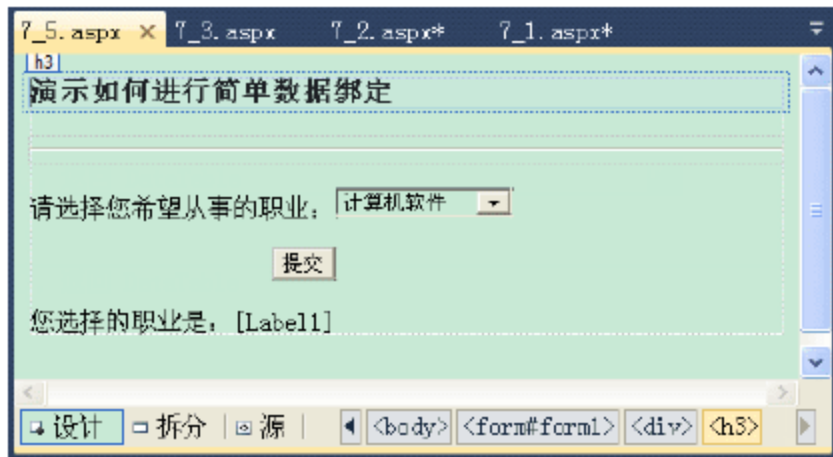 7_5.aspx × 7_3.aspx 7_2.aspx* 7_1.aspx*
h3
演示如何进行简单数据绑定
请选择您希望从事的职业：计算机软件
提交
您选择的职业是：[Label1]
设计 拆分 源 <body> <form#form1> <div> <h3>